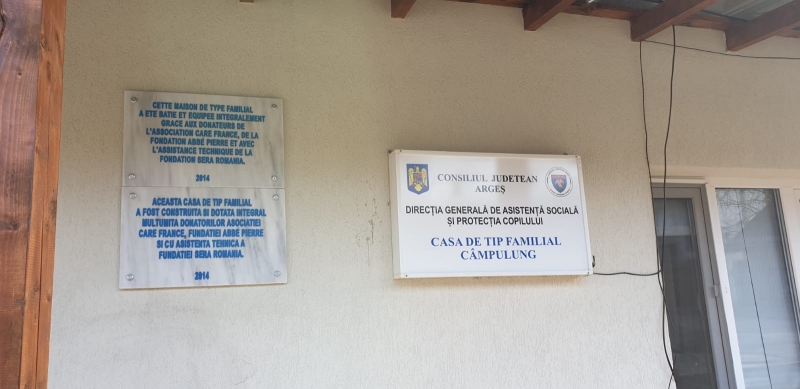 CETTE MAISON DE TYPE FAMILIAL
A ETE BATIE ET EQUIPEE INTEGRALEMENT
GRACE AUX DONATEURS DE
L'ASSOCIATION CARE FRANCE, DE LA
FONDATION ABBÉ PIERRE ET AVEC
L'ASSISTANCE TECHNIQUE DE LA
FONDATION SERA ROMANIA.
2014
ACEASTA CASA DE TIP FAMILIAL
A FOST CONSTRUITA SI DOTATA INTEGRAL
MULTUMITA DONATORILOR ASOCIATIEI
CARE FRANCE, FUNDATIEI ABBÉ PIERRE
SI CU ASISTENTA TEHNICA A
FUNDATIEI SERA ROMANIA.
2014
CONSILIUL JUDETEAN
ARGEȘ
DIRECȚIA GENERALĂ DE ASISTENȚĂ SOCIALĂ
ȘI PROTECȚIA COPILULUI
CASA DE TIP FAMILIAL
CÂMPULUNG